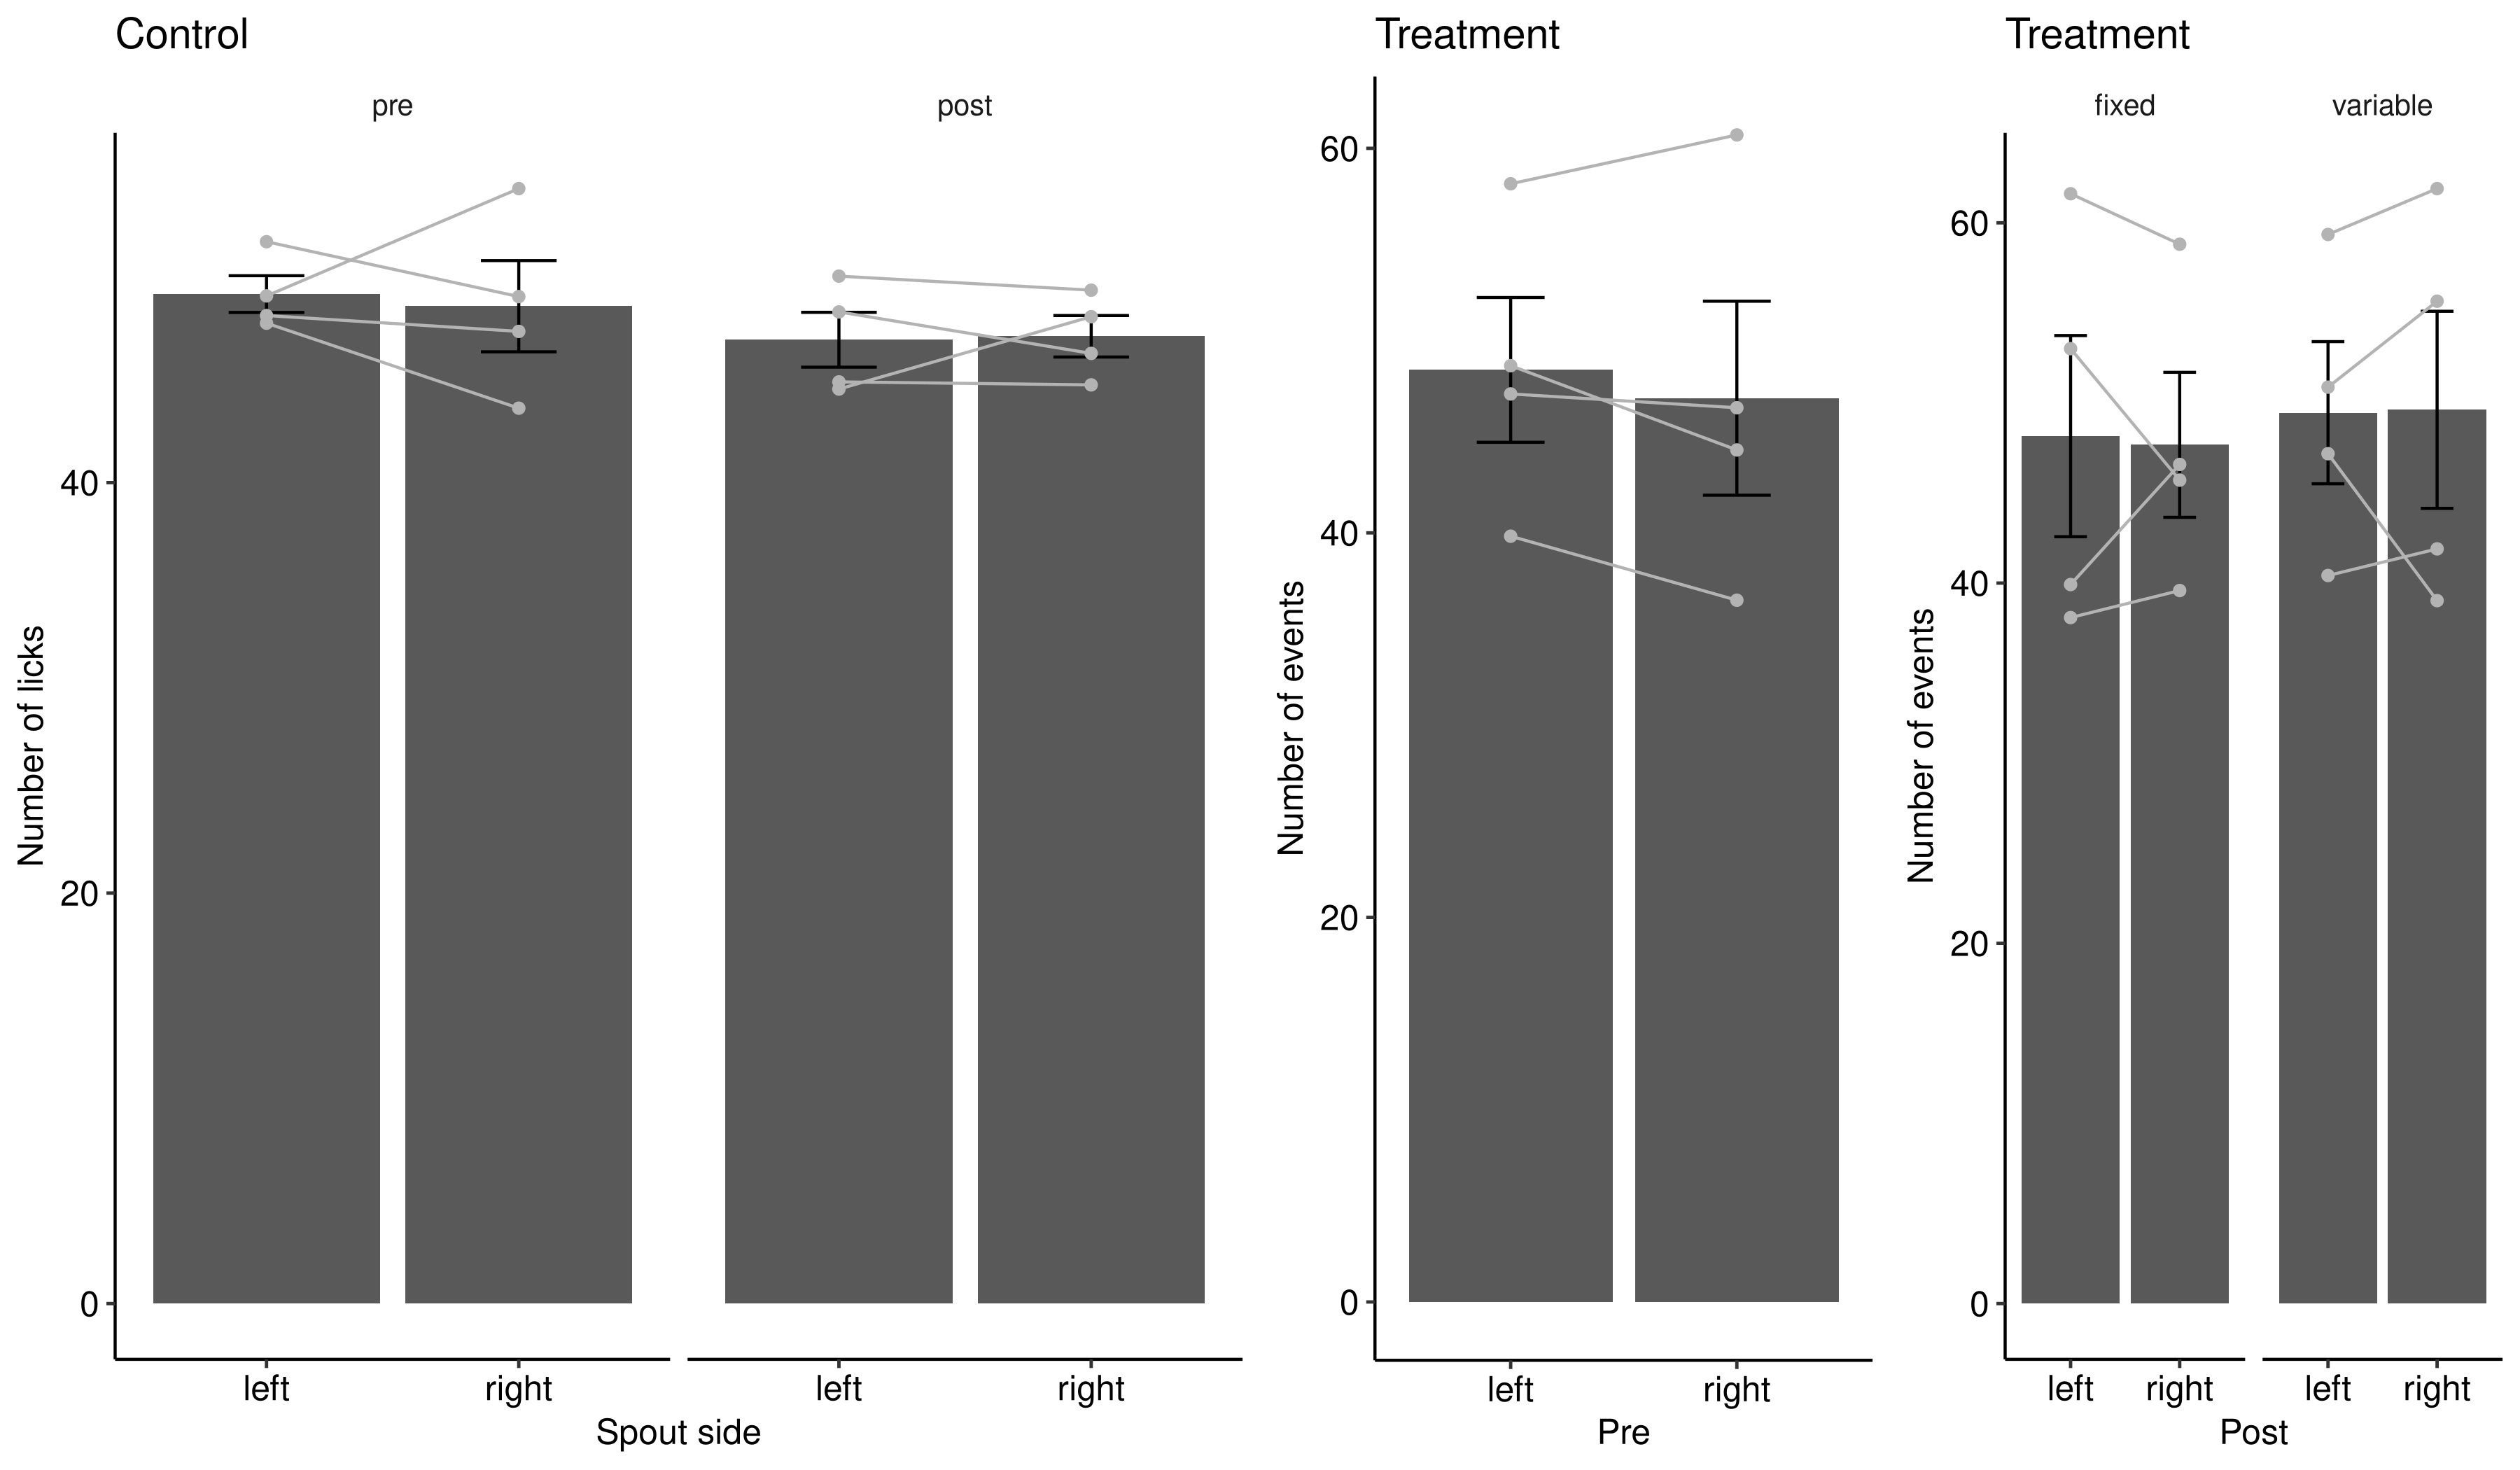 Control
Treatment
Treatment
pre
post
fixed
variable
Number of licks
40
20
0
left
right
left
right
Spout side
Number of events
60
40
20
0
left
right
Pre
Number of events
60
40
20
0
left
right
left
right
Post